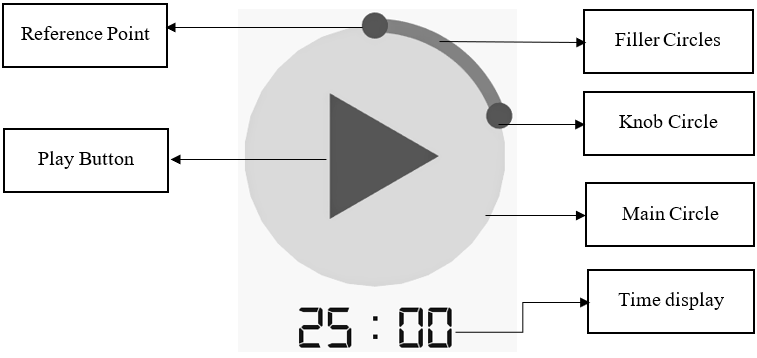 Reference Point
Filler Circles
Knob Circle
Play Button
Main Circle
Time display
25 : 00